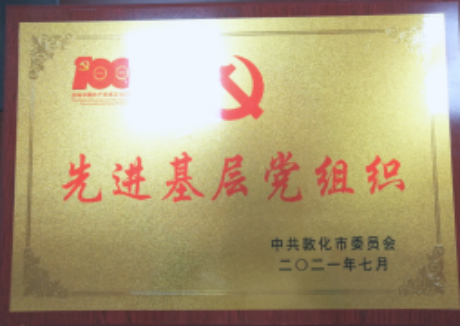 100
先进基层党组织
中共敦化市委员会
二〇二一年七月